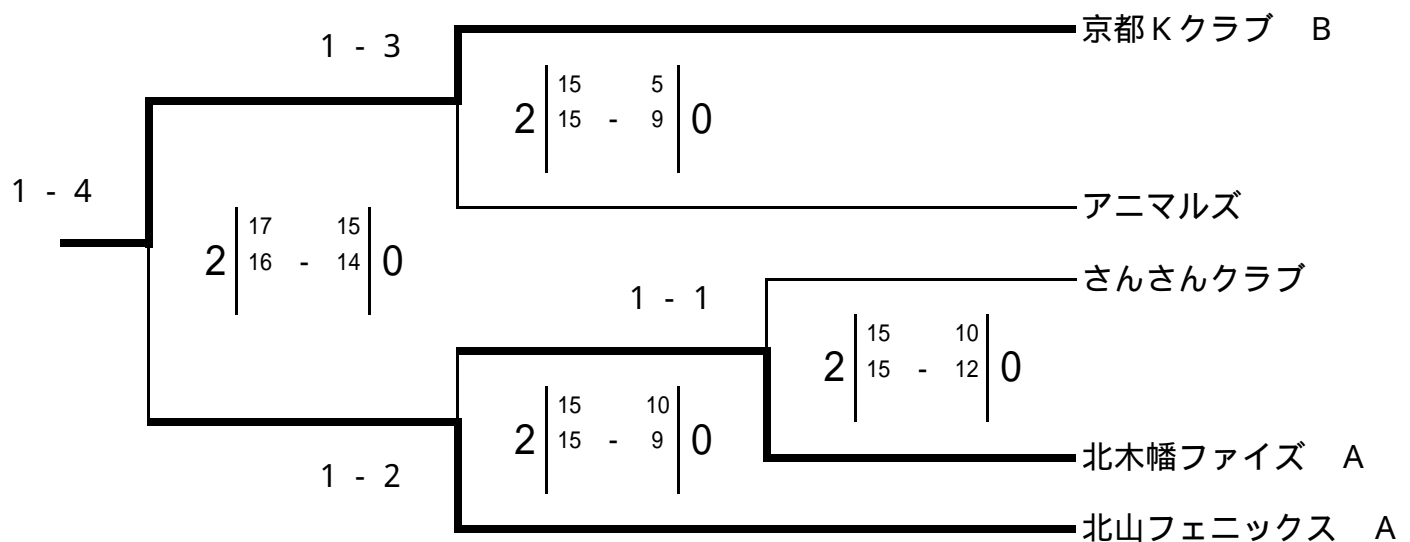 京都Kクラブ B
1 - 3
15 5
2 15 - 9 0
1 - 4
アニマルズ
17 15
2 16 - 14 0
さんさんクラブ
1 - 1
15 10
2 15 - 12 0
15 10
2 15 - 9 0
北木幡ファイズ A
1 - 2
北山フェニックス A